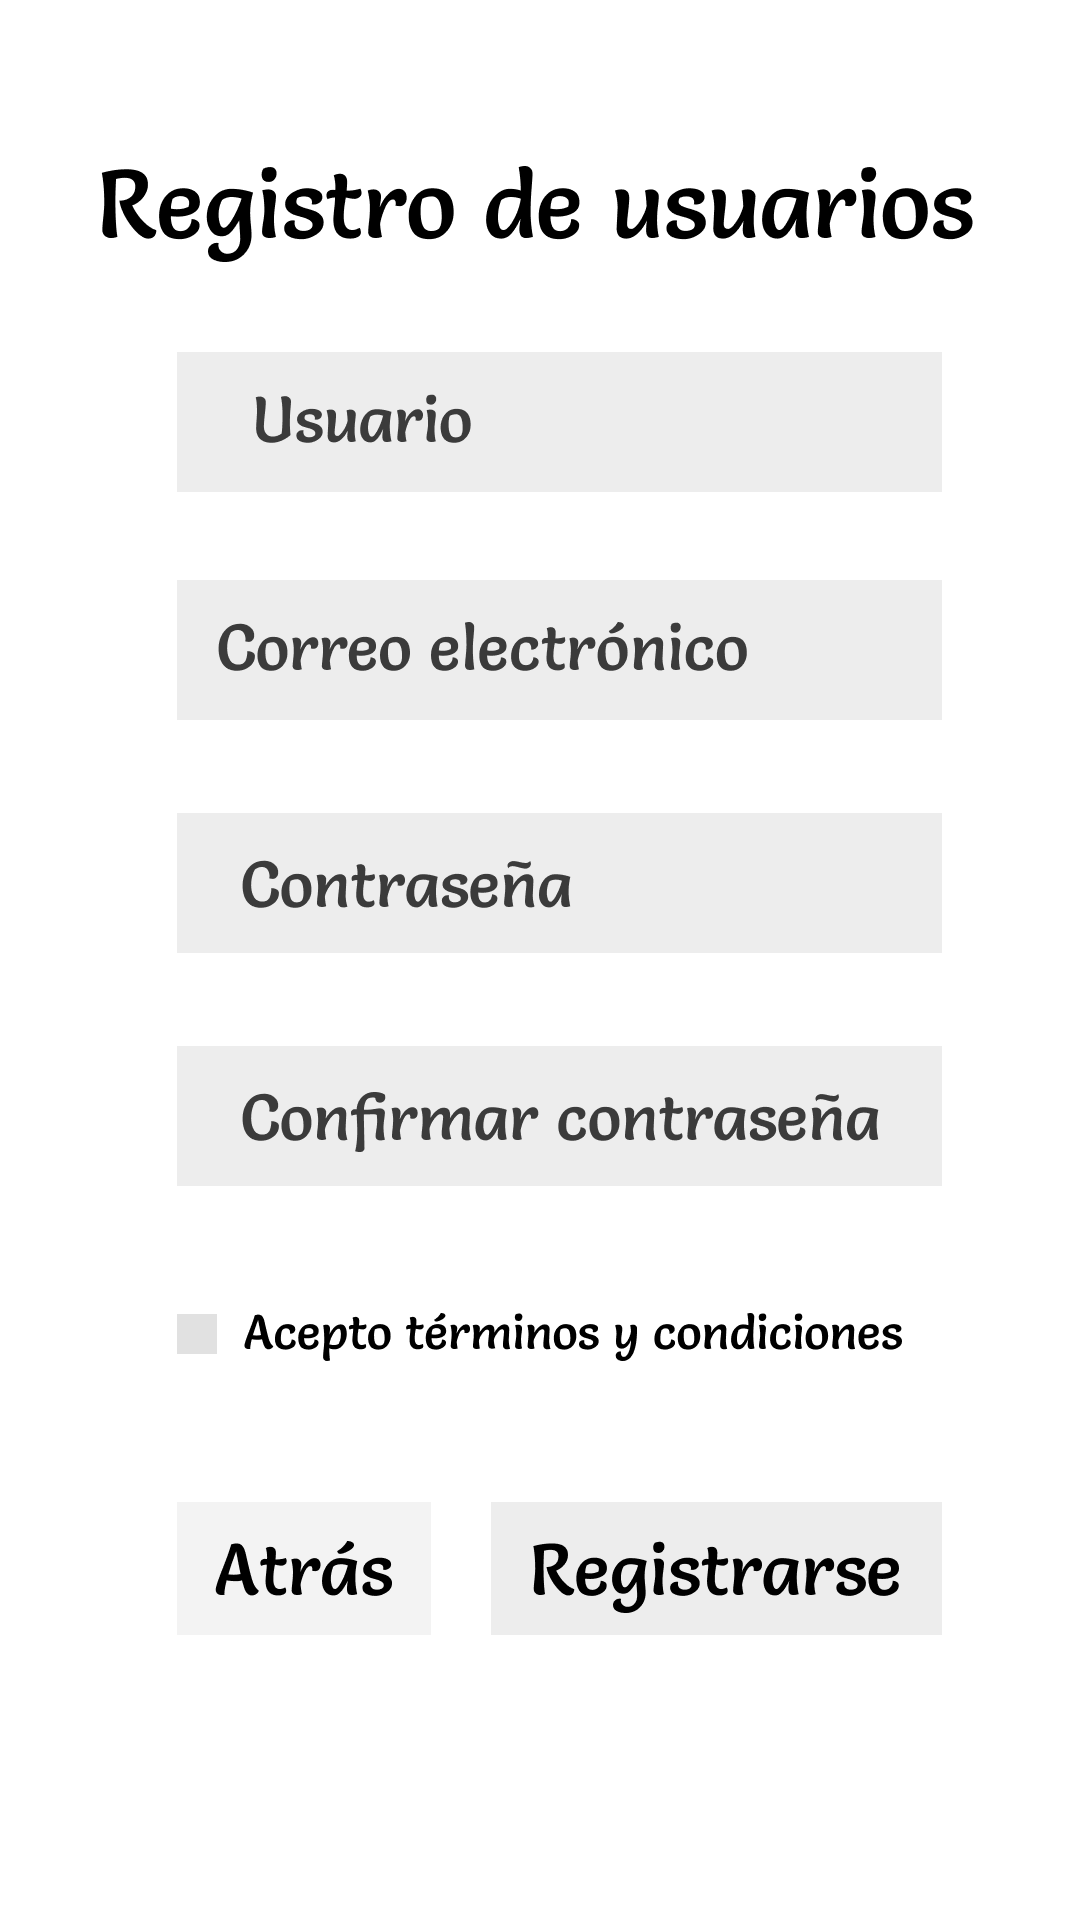 Registro de usuarios
Usuario
Correo electrónico
Contraseña
Confirmar contraseña
Acepto términos y condiciones
Atrás Registrarse